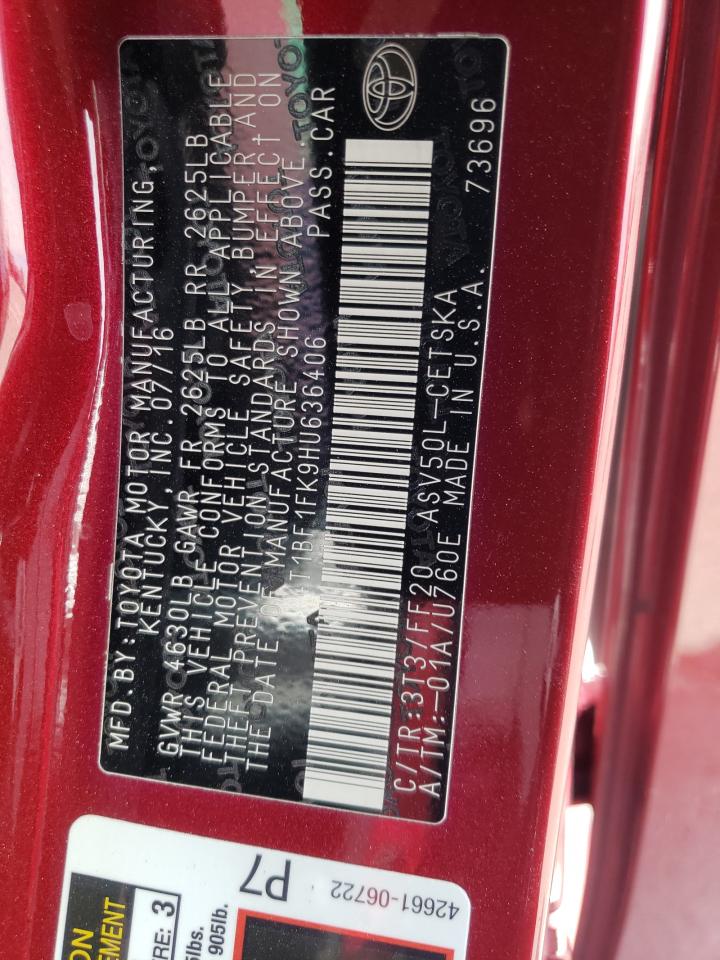 MFD. BY: TOYOTA MOTOR MANUFACTURING,
KENTUCKY, INC. 07/16
GVWR 4630LB GAWR FR 2625LB RR 2625LB
THIS VEHICLE CONFORMS TO ALL APPLICABLE
FEDERAL MOTOR VEHICLE SAFETY, BUMPER AND
THEFT PREVENTION STANDARDS IN EFFECT ON
THE DATE OF MANUFACTURE SHOWN ABOVE.
4T1BF1FK9HU636406 PASS. CAR
C/TR:3T3/FF20 ASV50L-CETSKA
A/TM:-01A/U760E MADE IN U.S.A. 73696
P7
42661-06722
3
905lb.